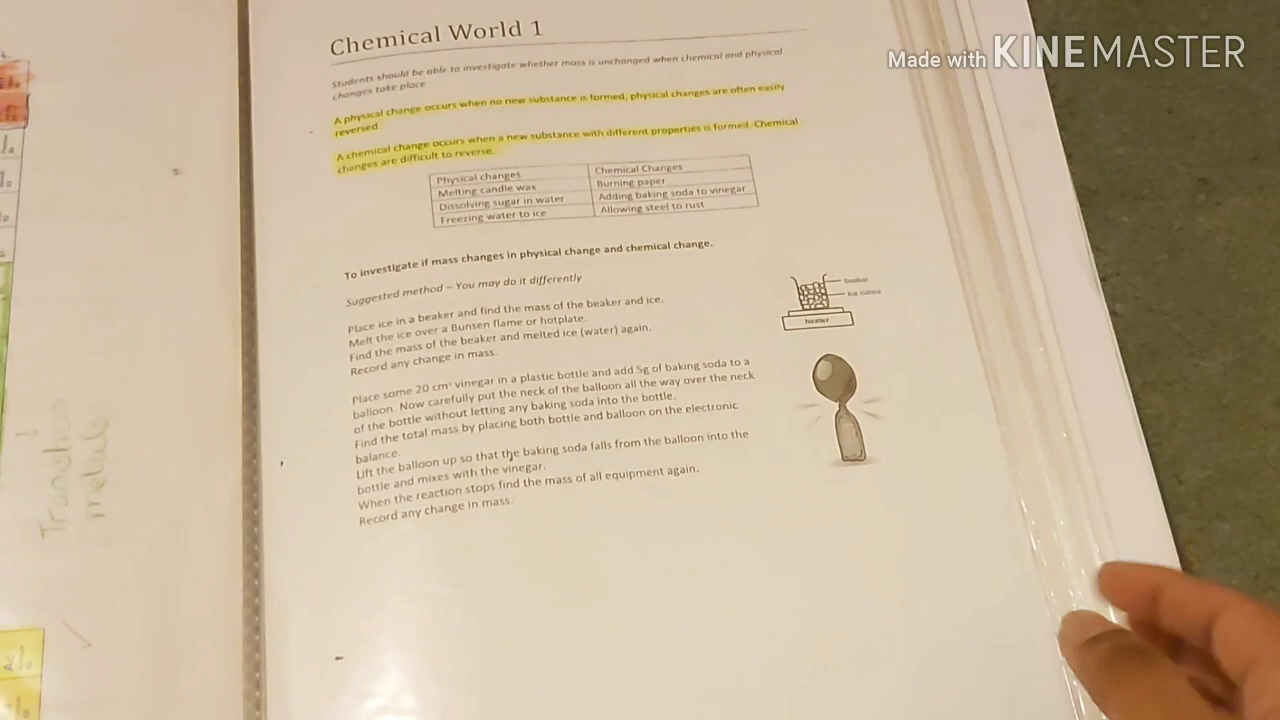 Made with KINEMASTER
Chemical World 1
Students should be able to investigate whether mass is unchanged when chemical and physical
changes take place
A physical change occurs when no new substance is formed, physical changes are often easily
reversed.
A chemical change occurs when a new substance with different properties is formed. Chemical
changes are difficult to reverse.
Physical changes Chemical Changes
Melting candle wax Burning paper
Dissolving sugar in water Adding baking soda to vinegar
Freezing water to ice Allowing steel to rust
To investigate if mass changes in physical change and chemical change.
Suggested method – You may do it differently
Place ice in a beaker and find the mass of the beaker and ice.
Melt the ice over a Bunsen flame or hotplate.
Find the mass of the beaker and melted ice (water) again.
Record any change in mass.
beaker
heater
Place some 20 cm³ vinegar in a plastic bottle and add 5g of baking soda to a
balloon. Now carefully put the neck of the balloon all the way over the neck
of the bottle without letting any baking soda into the bottle.
Find the total mass by placing both bottle and balloon on the electronic
balance.
Lift the balloon up so that the baking soda falls from the balloon into the
bottle and mixes with the vinegar.
When the reaction stops find the mass of all equipment again.
Record any change in mass.
Transition
metals
Ac